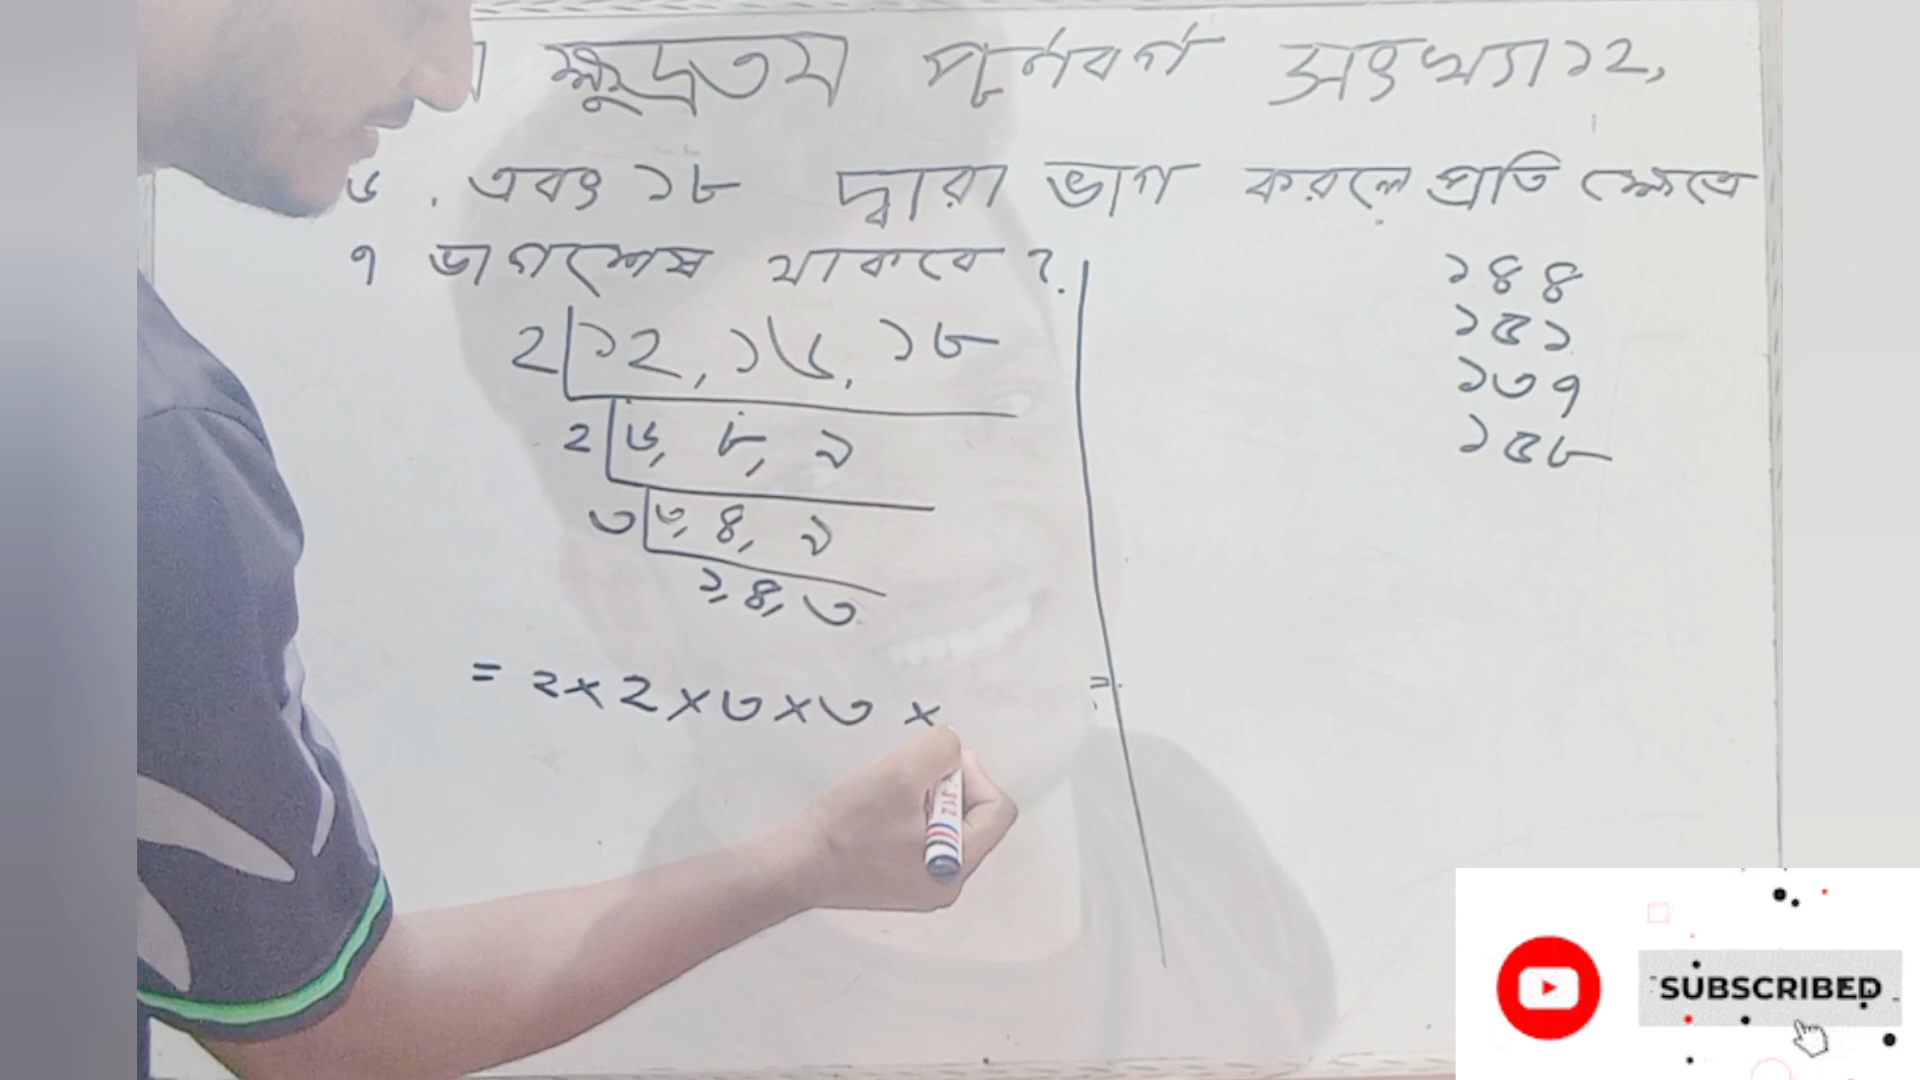 ক্ষুদ্রতম পূর্ণবর্গ সংখ্যা ১২,
৬ . এবং ১৮ দ্বারা ভাগ করলে প্রতি ক্ষেত্রে
৭ ভাগশেষ থাকবে ?
২ ১২, ১৬, ১৮
২ ৬, ৮, ৯
৩ ৩, ৪, ৯
১, ৪, ৩
= ২×২×৩×৩ ×
=
১৪৪
১৫১
১৩৭
১৫৮
SUBSCRIBED